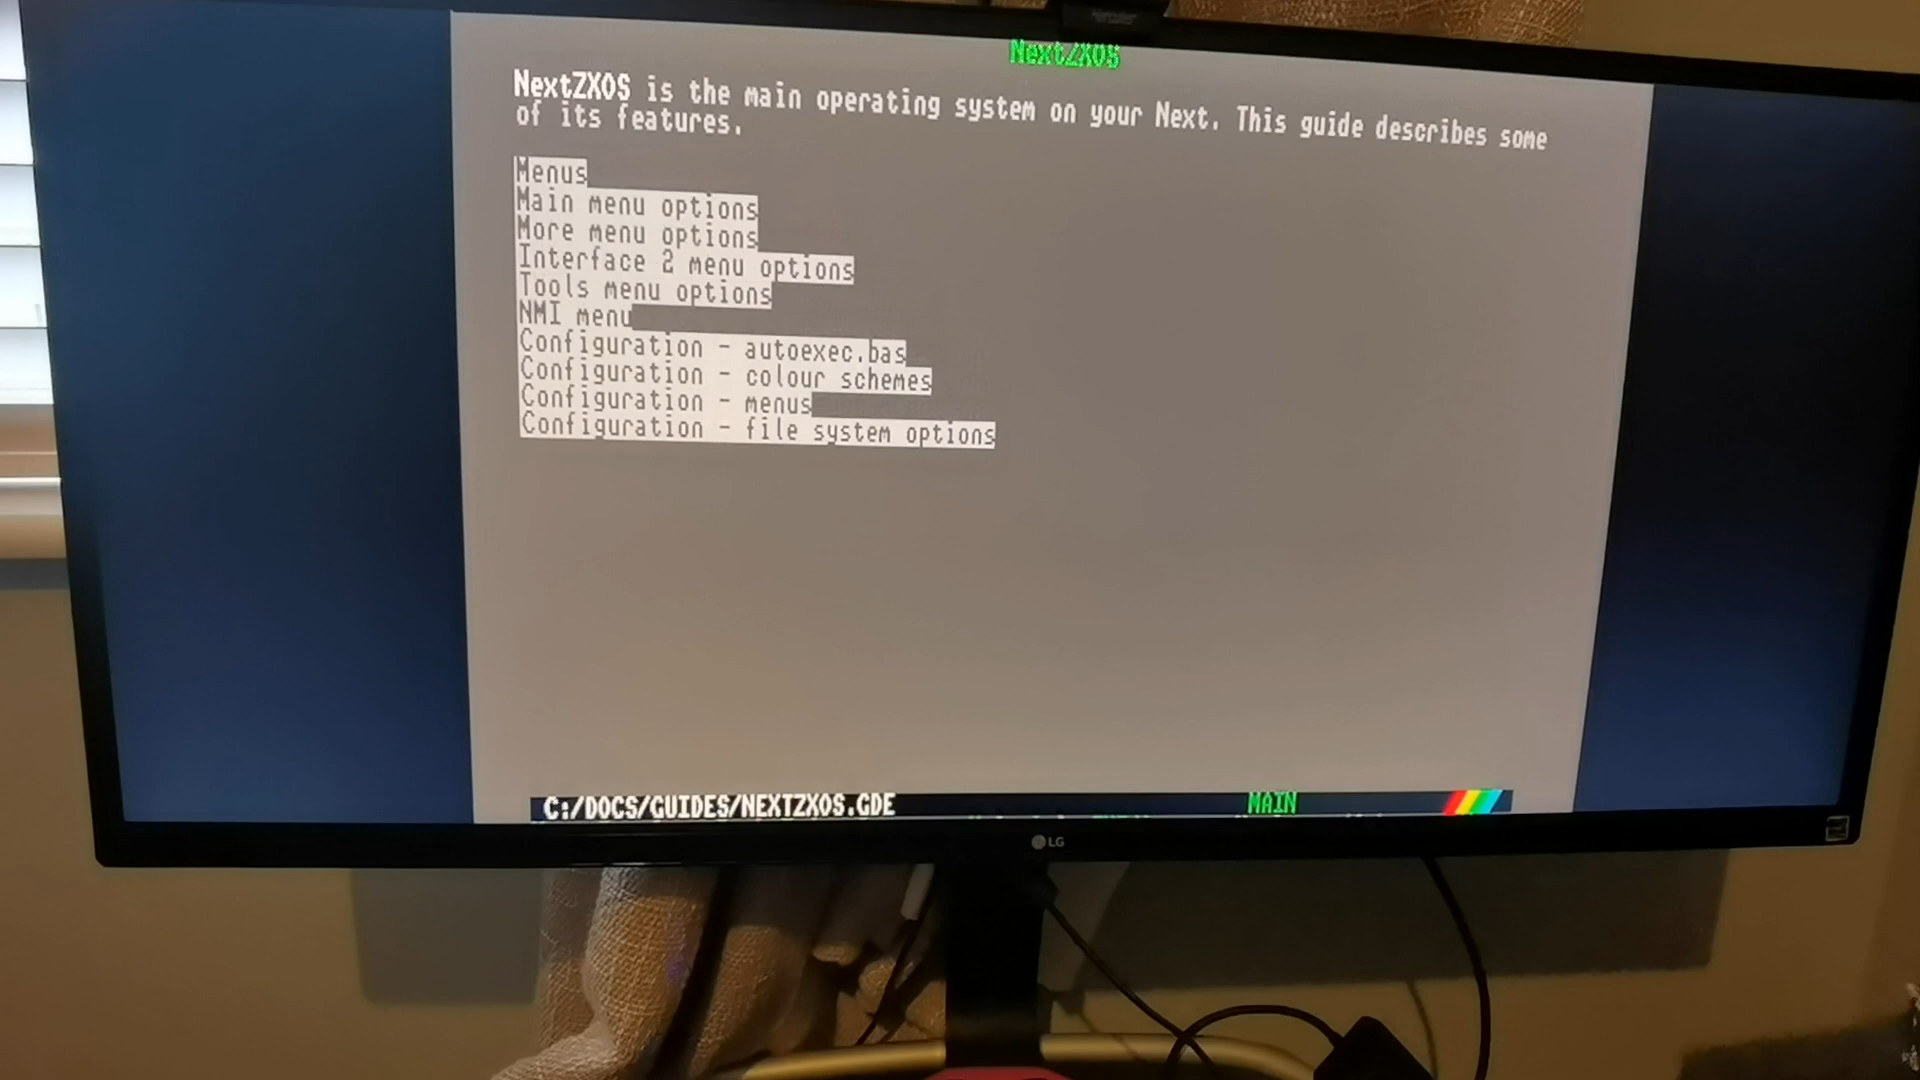 NextZXOS
NextZXOS is the main operating system on your Next. This guide describes some
of its features.
Menus
Main menu options
More menu options
Interface 2 menu options
Tools menu options
NMI menu
Configuration - autoexec.bas
Configuration - colour schemes
Configuration - menus
Configuration - file system options
C:/DOCS/GUIDES/NEXTZXOS.GDE MAIN
LG